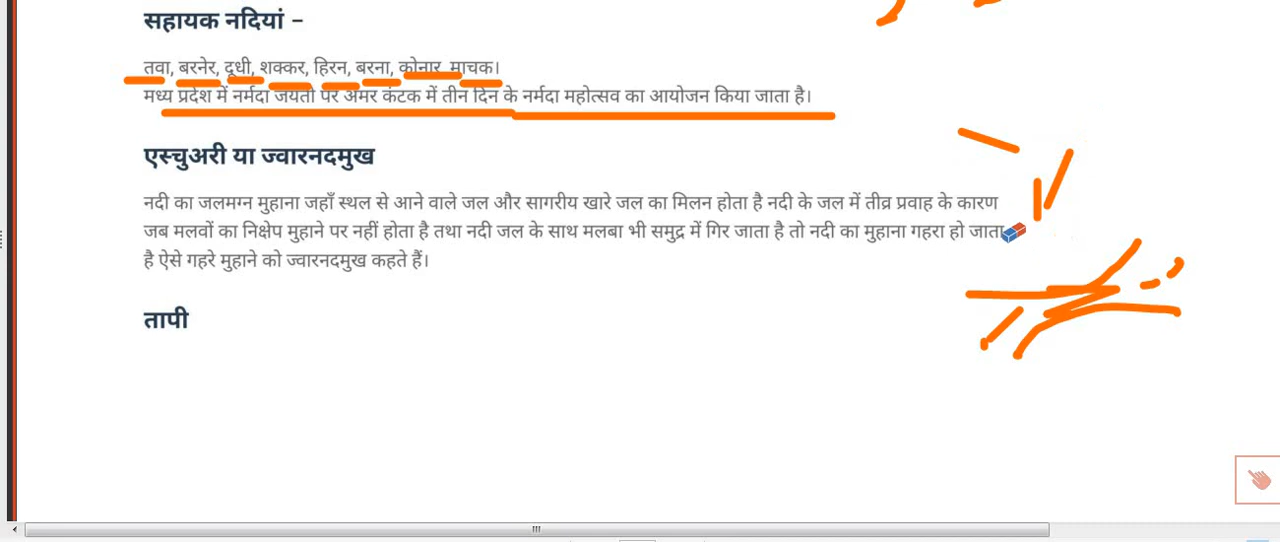 सहायक नदियां –
तवा, बरनेर, दूधी, शक्कर, हिरन, बरना, कोनार, माचक।
मध्य प्रदेश में नर्मदा जयंती पर अमर कंटक में तीन दिन के नर्मदा महोत्सव का आयोजन किया जाता है।
एस्चुअरी या ज्वारनदमुख
नदी का जलमग्न मुहाना जहाँ स्थल से आने वाले जल और सागरीय खारे जल का मिलन होता है नदी के जल में तीव्र प्रवाह के कारण
जब मलवों का निक्षेप मुहाने पर नहीं होता है तथा नदी जल के साथ मलबा भी समुद्र में गिर जाता है तो नदी का मुहाना गहरा हो जाता
है ऐसे गहरे मुहाने को ज्वारनदमुख कहते हैं।
तापी